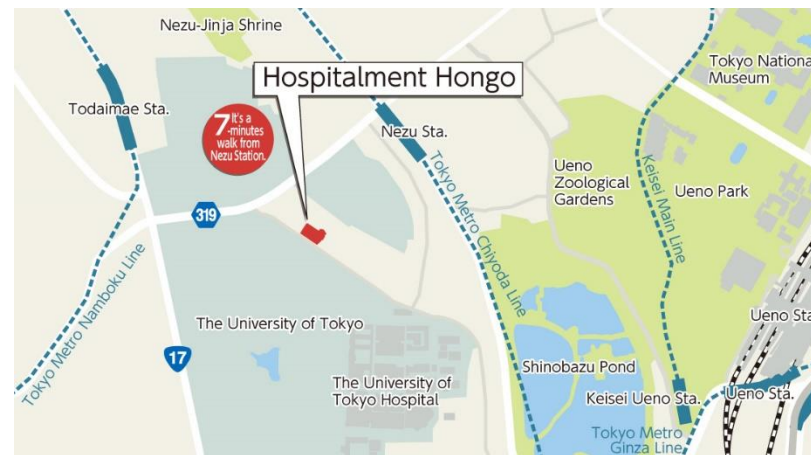 Nezu-Jinja Shrine
Tokyo National
Museum
Hospitalment Hongo
Todaimae Sta.
7 It's a
-minutes
walk from
Nezu Station.
Nezu Sta.
Ueno
Zoological
Gardens
Keisei Main Line
Ueno Park
319
Tokyo Metro Chiyoda Line
Tokyo Metro Namboku Line
The University of Tokyo
Ueno Sta
17
Shinobazu Pond
The University of
Tokyo Hospital
Keisei Ueno Sta.
Ueno Sta.
Tokyo Metro
Ginza Line